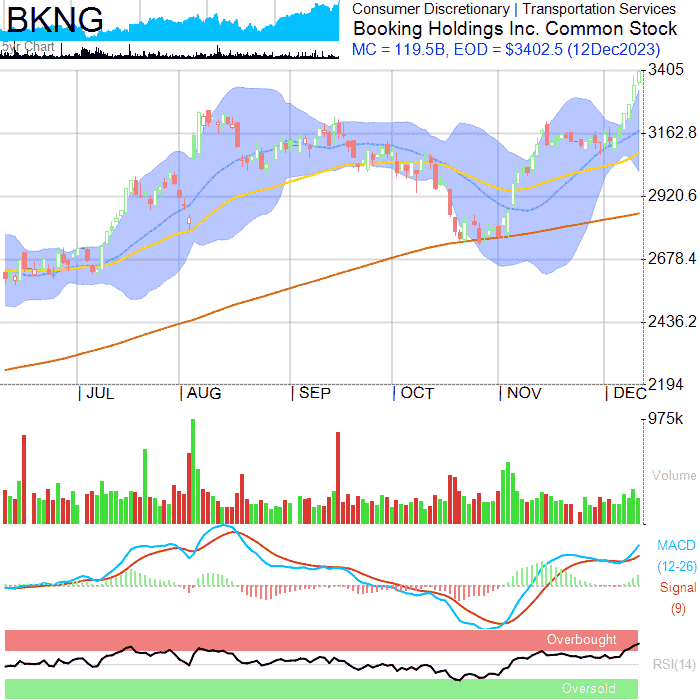 BKNG
5yr Chart
Consumer Discretionary | Transportation Services
Booking Holdings Inc. Common Stock
MC = 119.5B, EOD = $3402.5 (12Dec2023)
3405
3162.8
2920.6
2678.4
2436.2
2194
| JUL | AUG | SEP | OCT | NOV | DEC
975k
Volume
MACD
(12-26)
Signal
(9)
Overbought
RSI(14)
Oversold